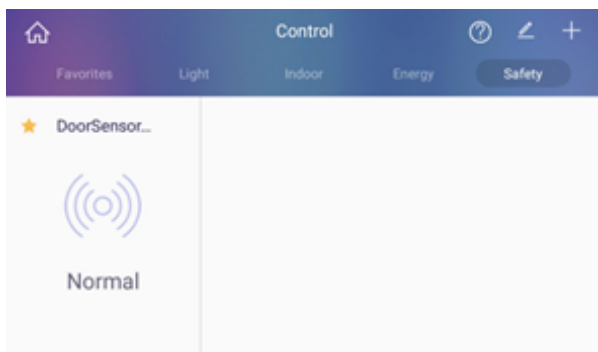 Control
Favorites Light Indoor Energy Safety
DoorSensor...
Normal